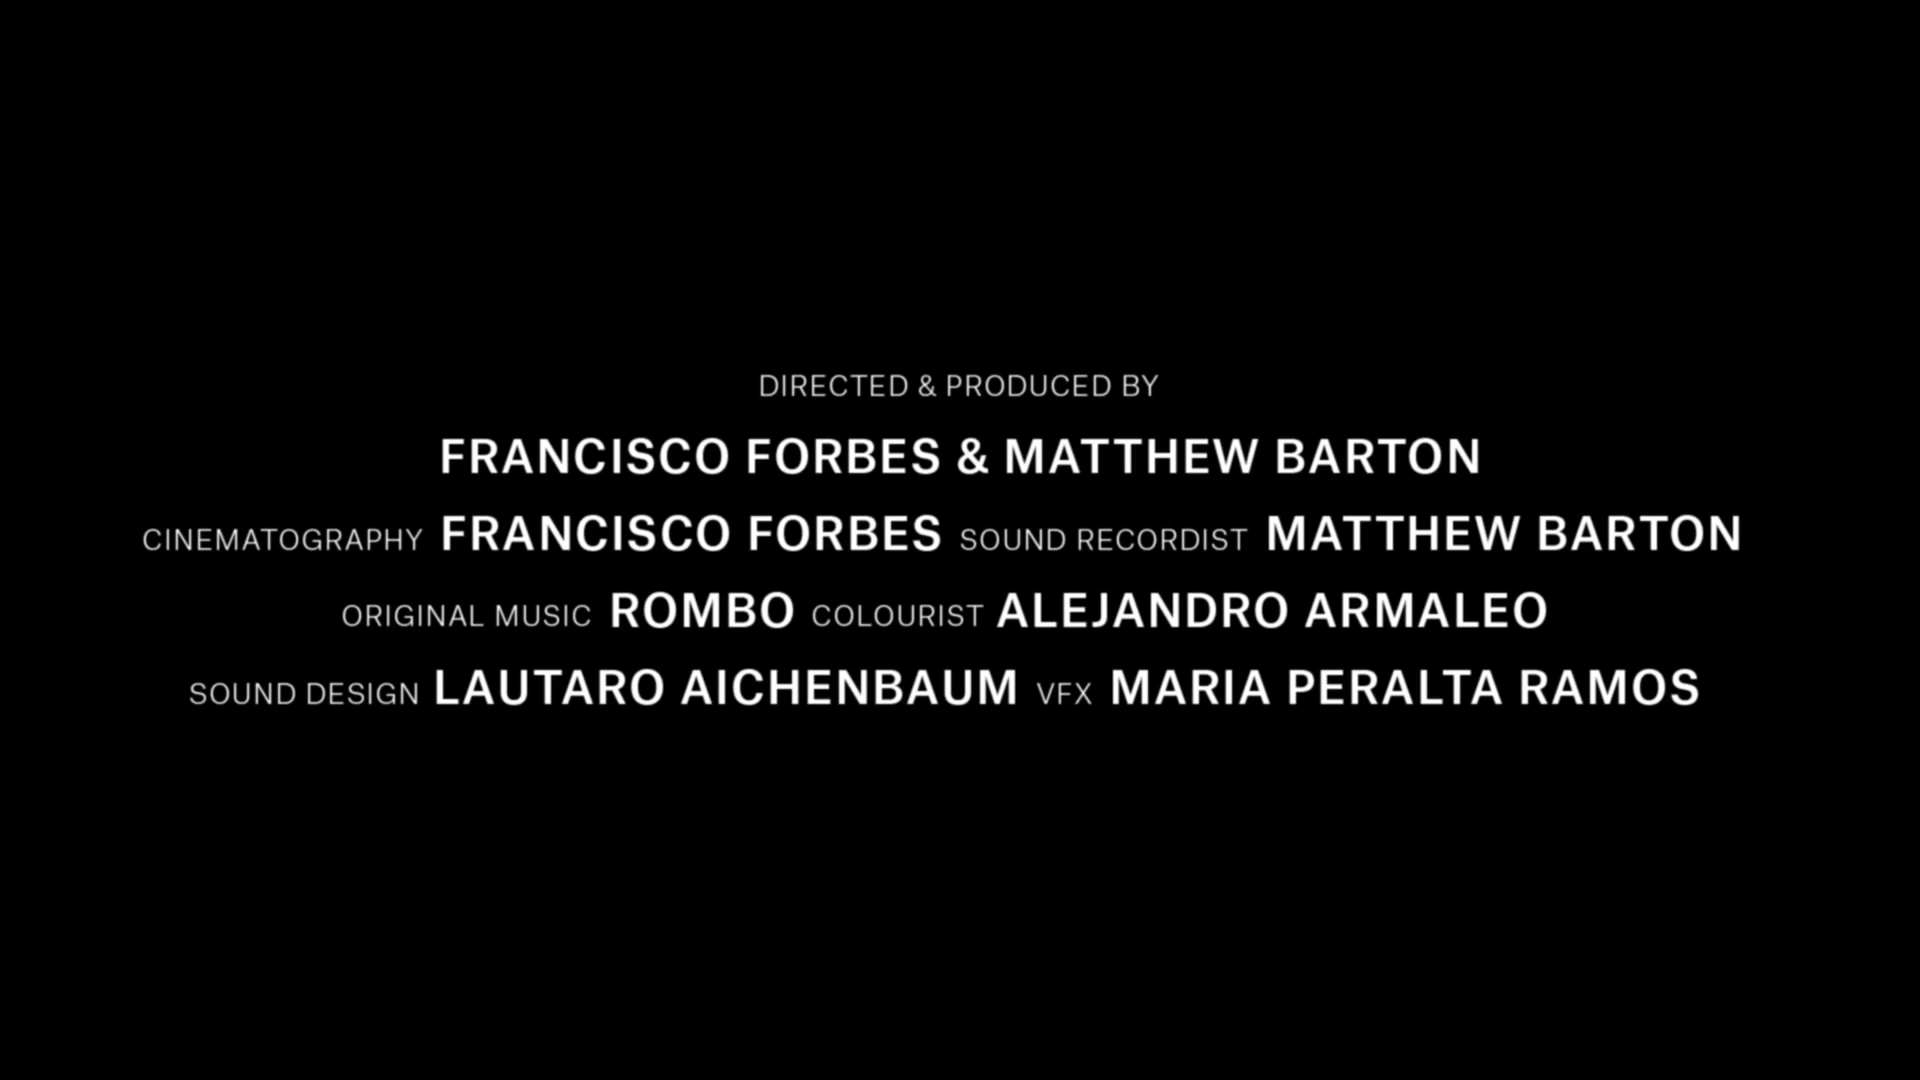 DIRECTED & PRODUCED BY
FRANCISCO FORBES & MATTHEW BARTON
CINEMATOGRAPHY FRANCISCO FORBES SOUND RECORDIST MATTHEW BARTON
ORIGINAL MUSIC ROMBO COLOURIST ALEJANDRO ARMALEO
SOUND DESIGN LAUTARO AICHENBAUM VFX MARIA PERALTA RAMOS